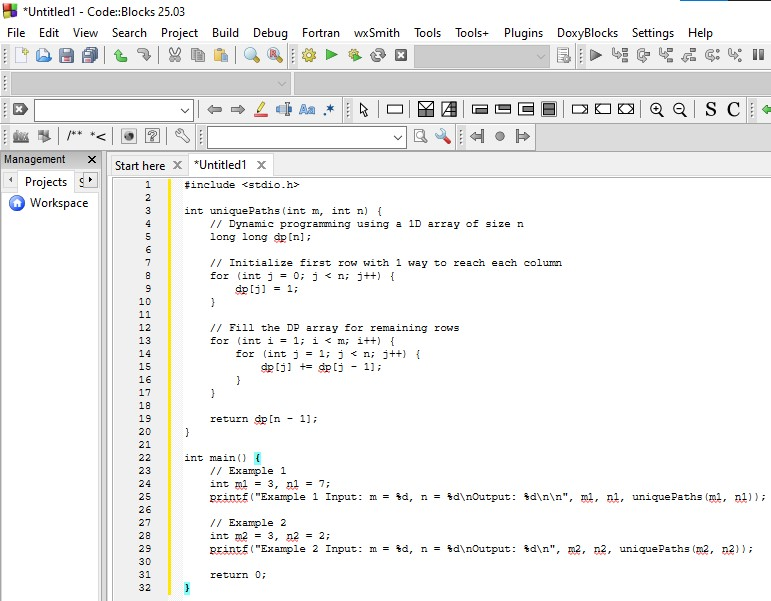 *Untitled1 - Code::Blocks 25.03
File Edit View Search Project Build Debug Fortran wxSmith Tools Tools+ Plugins DoxyBlocks Settings Help
Aa .* S C
/** *<
Management
Start here *Untitled1
Projects
Workspace
1 #include <stdio.h>
2
3 int uniquePaths(int m, int n) {
4 // Dynamic programming using a 1D array of size n
5 long long dp[n];
6
7 // Initialize first row with 1 way to reach each column
8 for (int j = 0; j < n; j++) {
9 dp[j] = 1;
10 }
11
12 // Fill the DP array for remaining rows
13 for (int i = 1; i < m; i++) {
14 for (int j = 1; j < n; j++) {
15 dp[j] += dp[j - 1];
16 }
17 }
18
19 return dp[n - 1];
20 }
21
22 int main() {
23 // Example 1
24 int m1 = 3, n1 = 7;
25 printf("Example 1 Input: m = %d, n = %d\nOutput: %d\n\n", m1, n1, uniquePaths(m1, n1));
26
27 // Example 2
28 int m2 = 3, n2 = 2;
29 printf("Example 2 Input: m = %d, n = %d\nOutput: %d\n", m2, n2, uniquePaths(m2, n2));
30
31 return 0;
32 }